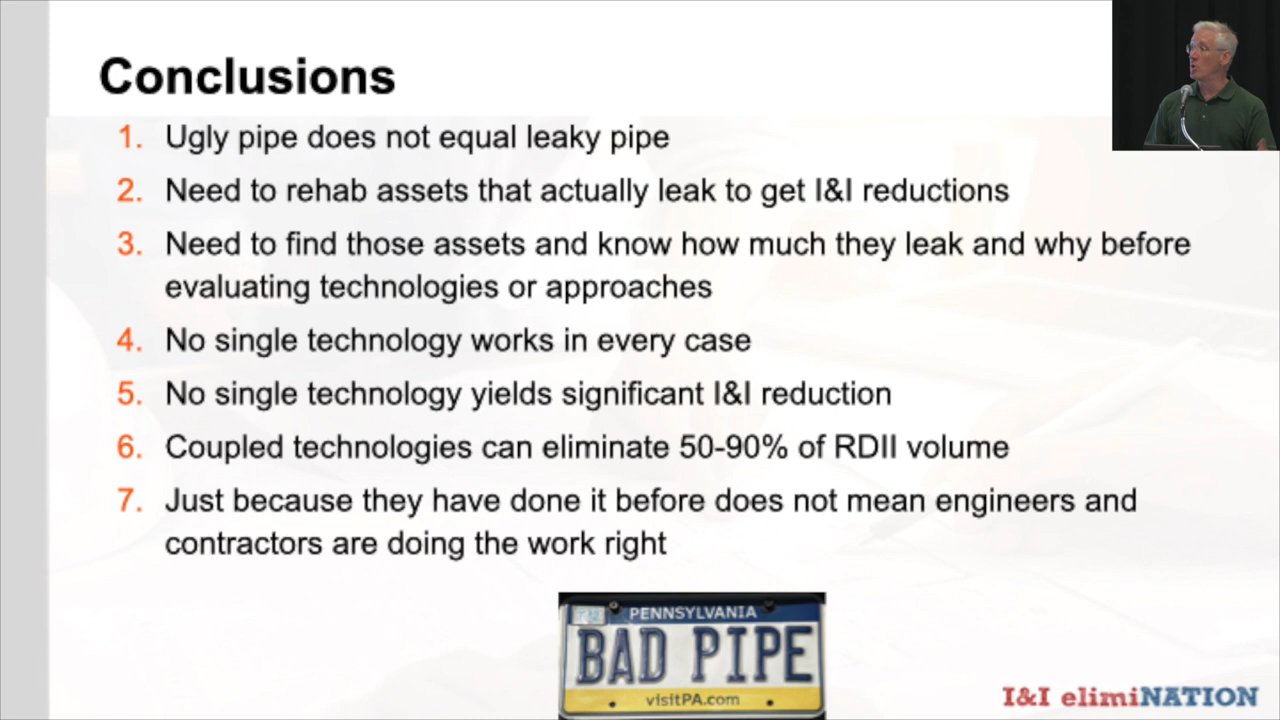 Conclusions
1. Ugly pipe does not equal leaky pipe
2. Need to rehab assets that actually leak to get I&I reductions
3. Need to find those assets and know how much they leak and why before
evaluating technologies or approaches
4. No single technology works in every case
5. No single technology yields significant I&I reduction
6. Coupled technologies can eliminate 50-90% of RDII volume
7. Just because they have done it before does not mean engineers and
contractors are doing the work right
PENNSYLVANIA
BAD PIPE
visitPA.com
I&I elimiNATION